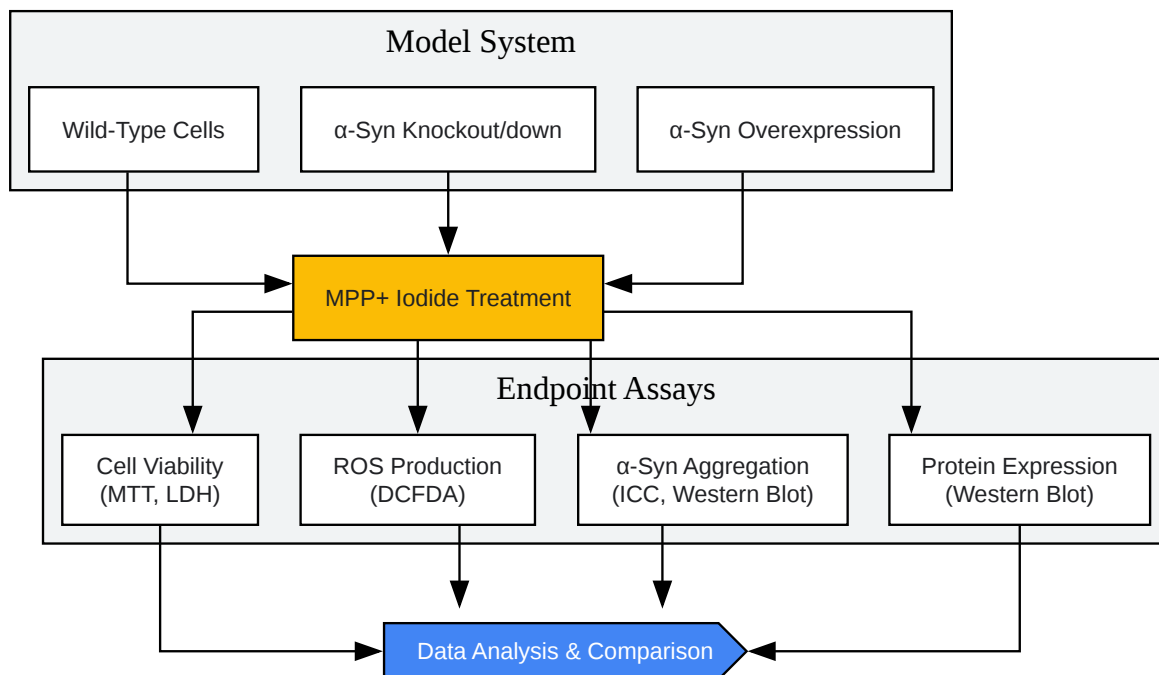 Model System
Wild-Type Cells
α-Syn Knockout/down
α-Syn Overexpression
MPP+ Iodide Treatment
Endpoint Assays
Cell Viability
(MTT, LDH)
ROS Production
(DCFDA)
α-Syn Aggregation
(ICC, Western Blot)
Protein Expression
(Western Blot)
Data Analysis & Comparison